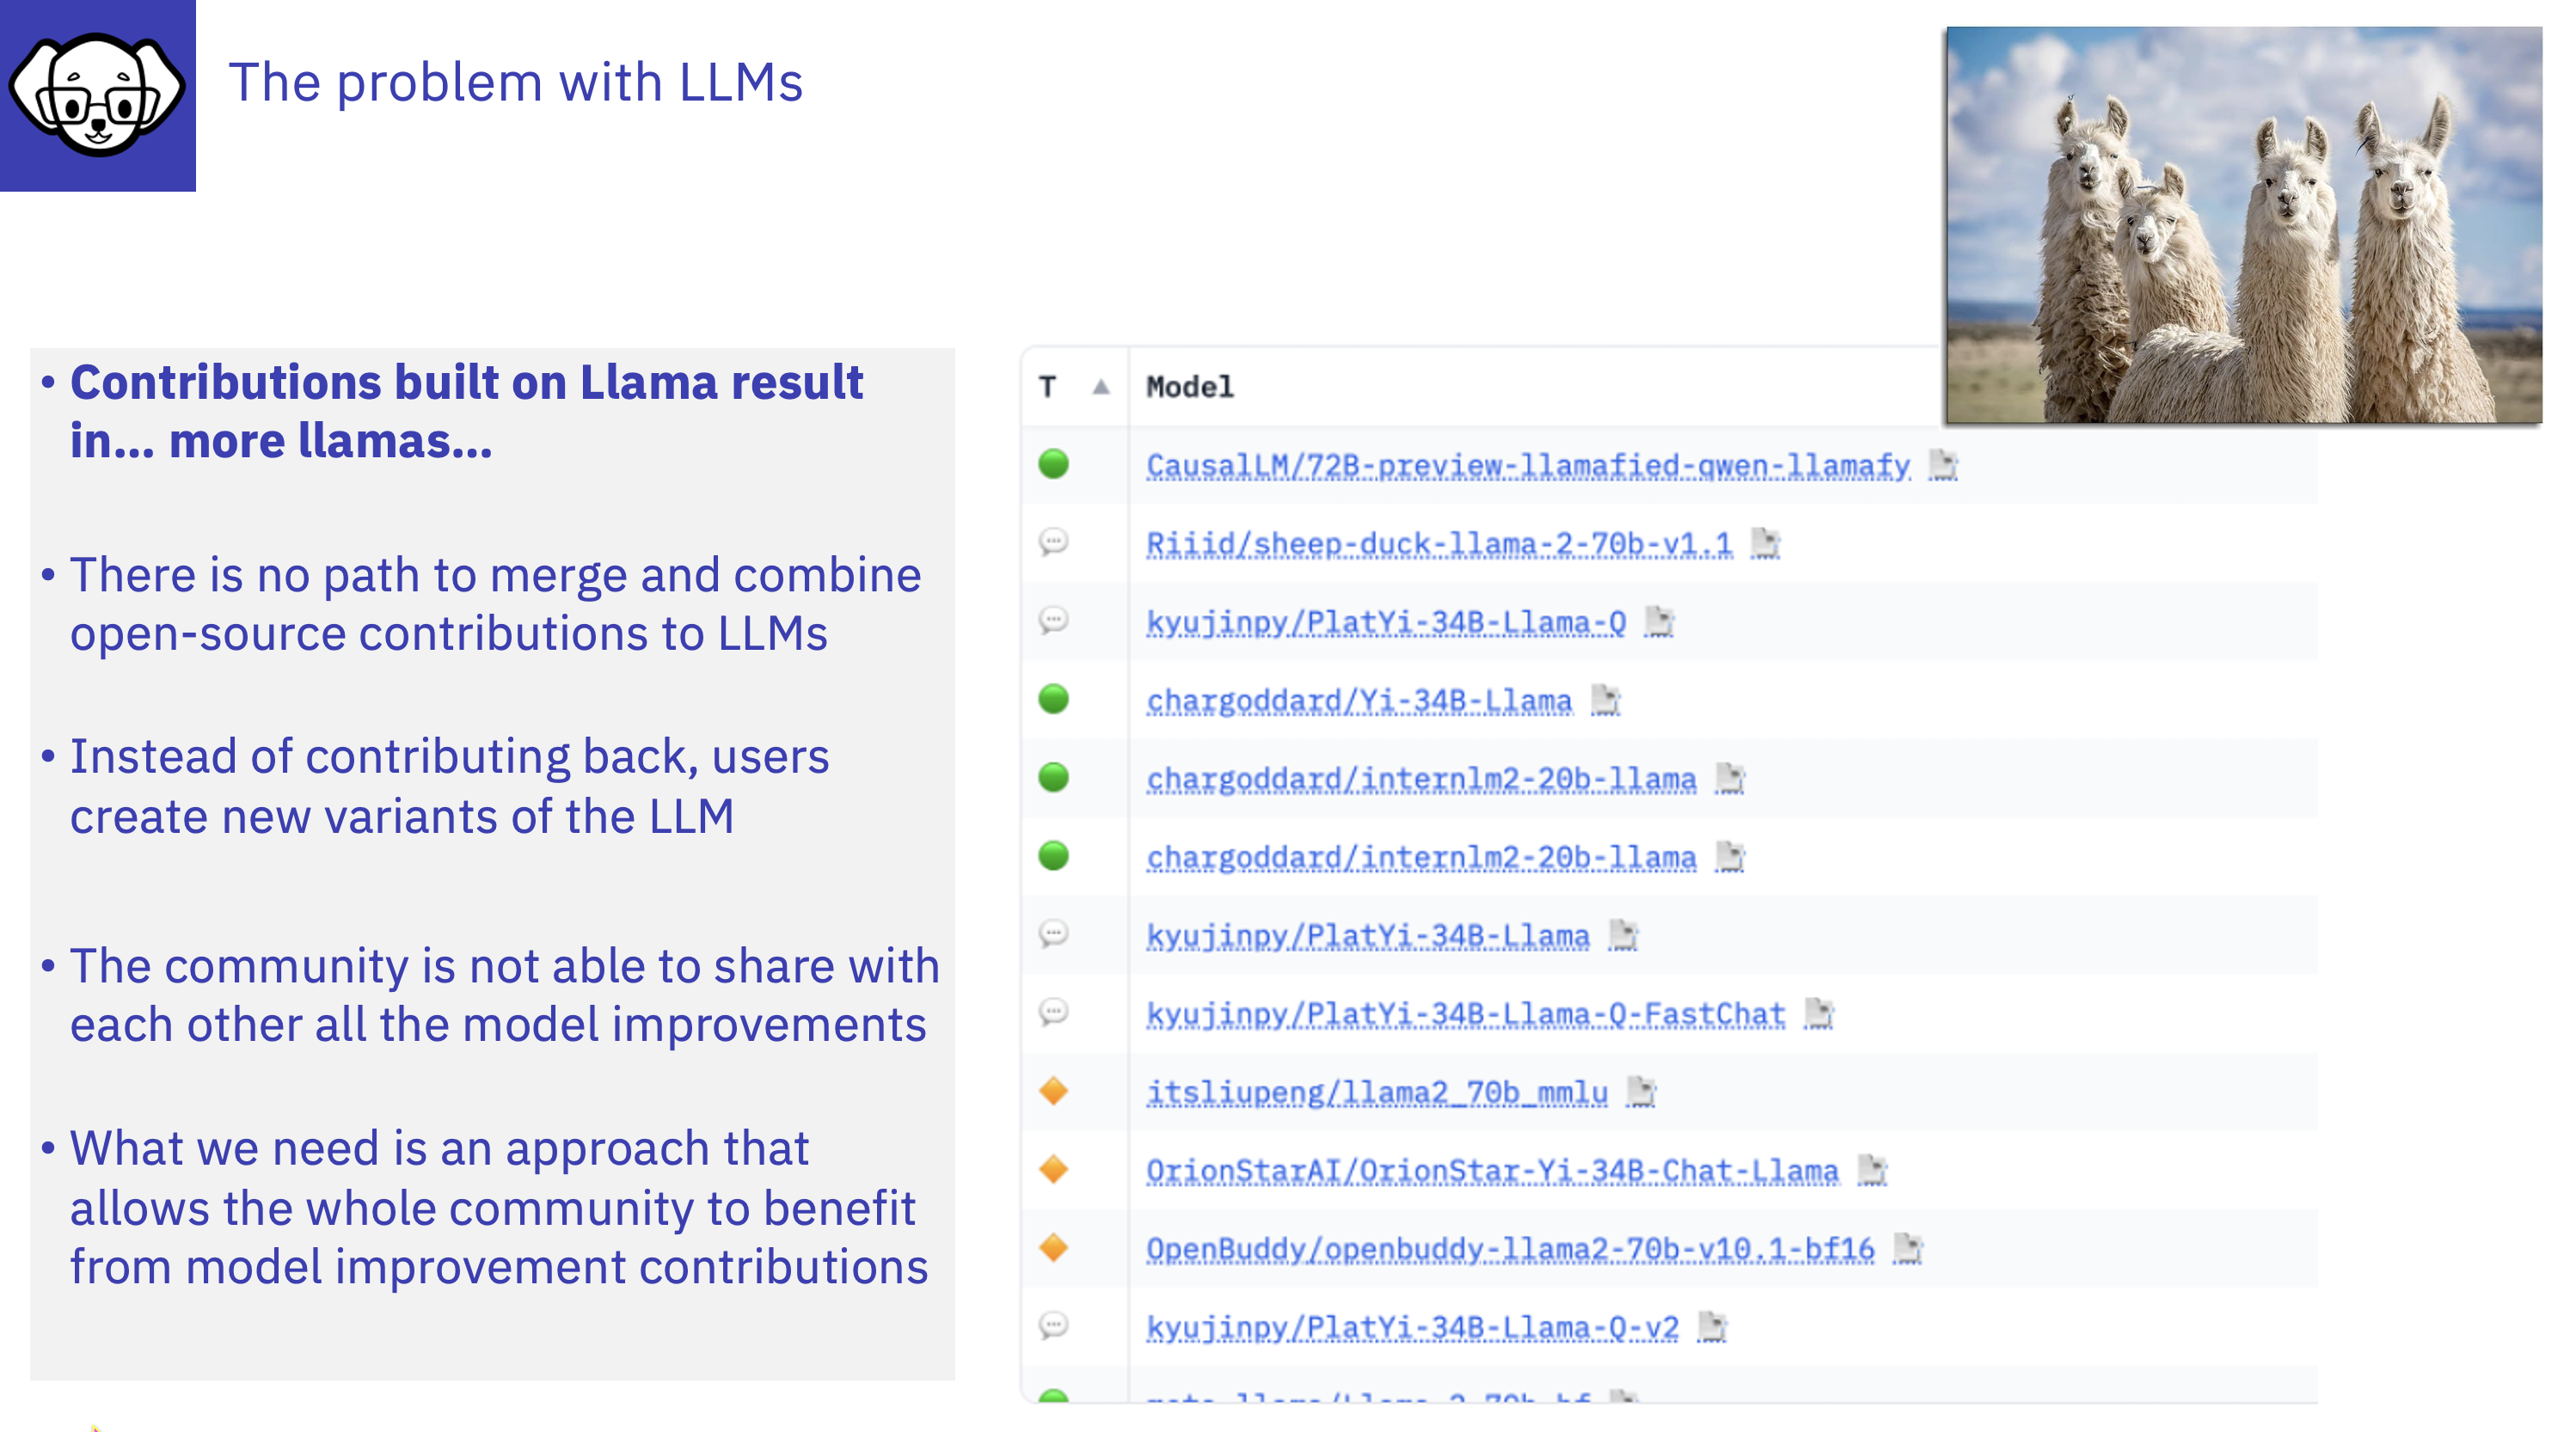 The problem with LLMs
• Contributions built on Llama result
in... more llamas...
• There is no path to merge and combine
open-source contributions to LLMs
• Instead of contributing back, users
create new variants of the LLM
• The community is not able to share with
each other all the model improvements
• What we need is an approach that
allows the whole community to benefit
from model improvement contributions
T ▲ Model
CausalLM/72B-preview-llamafied-qwen-llamafy
Riiid/sheep-duck-llama-2-70b-v1.1
kyujinpy/PlatYi-34B-Llama-Q
chargoddard/Yi-34B-Llama
chargoddard/internlm2-20b-llama
chargoddard/internlm2-20b-llama
kyujinpy/PlatYi-34B-Llama
kyujinpy/PlatYi-34B-Llama-Q-FastChat
itsliupeng/llama2_70b_mmlu
OrionStarAI/OrionStar-Yi-34B-Chat-Llama
OpenBuddy/openbuddy-llama2-70b-v10.1-bf16
kyujinpy/PlatYi-34B-Llama-Q-v2